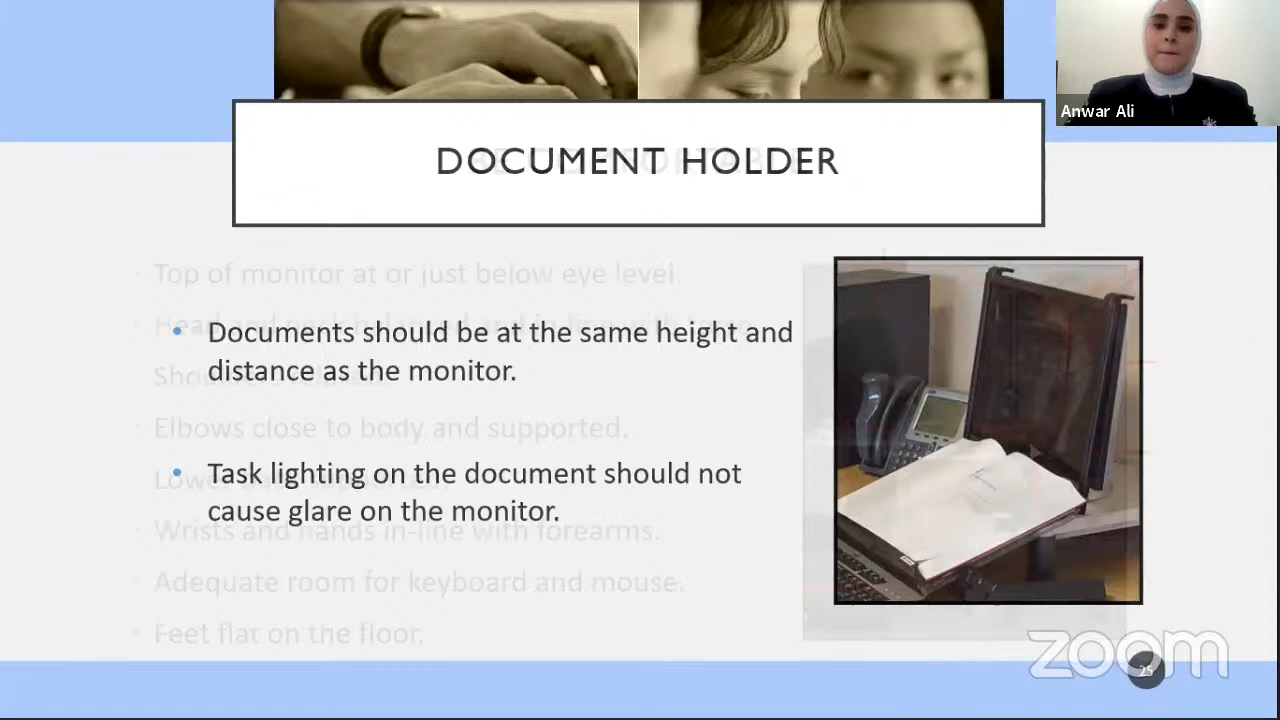 Anwar Ali
DOCUMENT HOLDER
Top of monitor at or just below eye level
Documents should be at the same height and
distance as the monitor.
Elbows close to body and supported.
Task lighting on the document should not
cause glare on the monitor.
Wrists and hands in-line with forearms.
Adequate room for keyboard and mouse.
Feet flat on the floor.
zoom
25